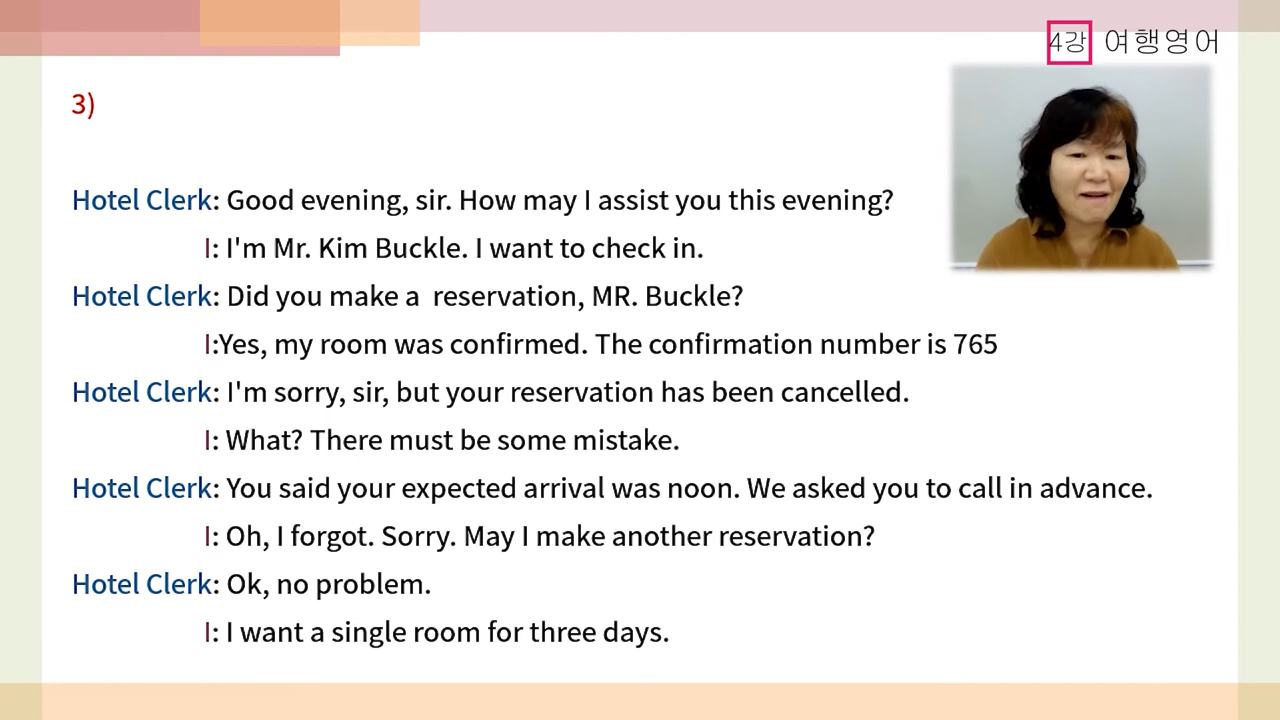 4강 여행영어
3)
Hotel Clerk: Good evening, sir. How may I assist you this evening?
I: I'm Mr. Kim Buckle. I want to check in.
Hotel Clerk: Did you make a  reservation, MR. Buckle?
I:Yes, my room was confirmed. The confirmation number is 765
Hotel Clerk: I'm sorry, sir, but your reservation has been cancelled.
I: What? There must be some mistake.
Hotel Clerk: You said your expected arrival was noon. We asked you to call in advance.
I: Oh, I forgot. Sorry. May I make another reservation?
Hotel Clerk: Ok, no problem.
I: I want a single room for three days.